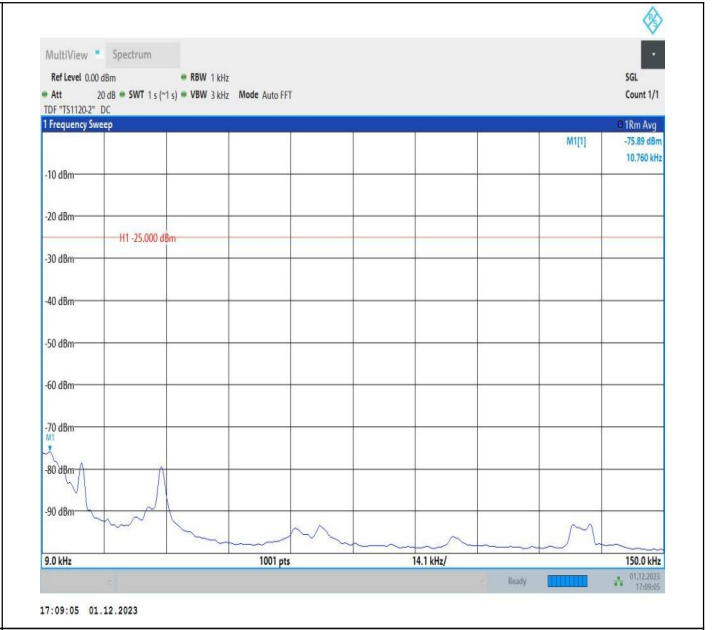 R S
MultiView Spectrum
Ref Level 0.00 dBm RBW 1 kHz SGL
Att 20 dB SWT 1 s (~1 s) VBW 3 kHz Mode Auto FFT Count 1/1
TDF "TS1120-2" DC
1 Frequency Sweep 1Rm Avg
M1[1] -75.89 dBm
10.760 kHz
-10 dBm
-20 dBm
H1 -25.000 dBm
-30 dBm
-40 dBm
-50 dBm
-60 dBm
-70 dBm
M1
-80 dBm
-90 dBm
9.0 kHz 1001 pts 14.1 kHz/ 150.0 kHz
Ready 01.12.2023
17:09:05
17:09:05 01.12.2023